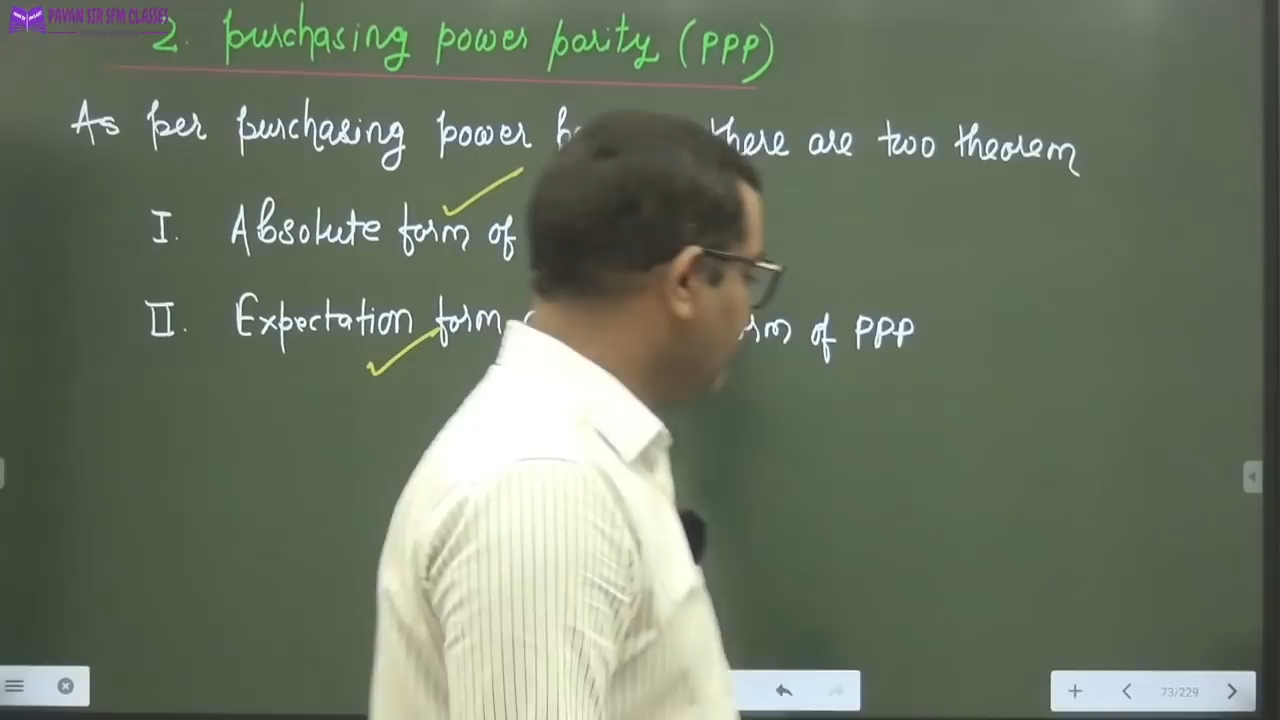 PAVAN SIR SFM CLASSES
2. purchasing power parity (PPP)
As per purchasing power there are two theorem
I. Absolute form of
II. Expectation form of PPP
73/229